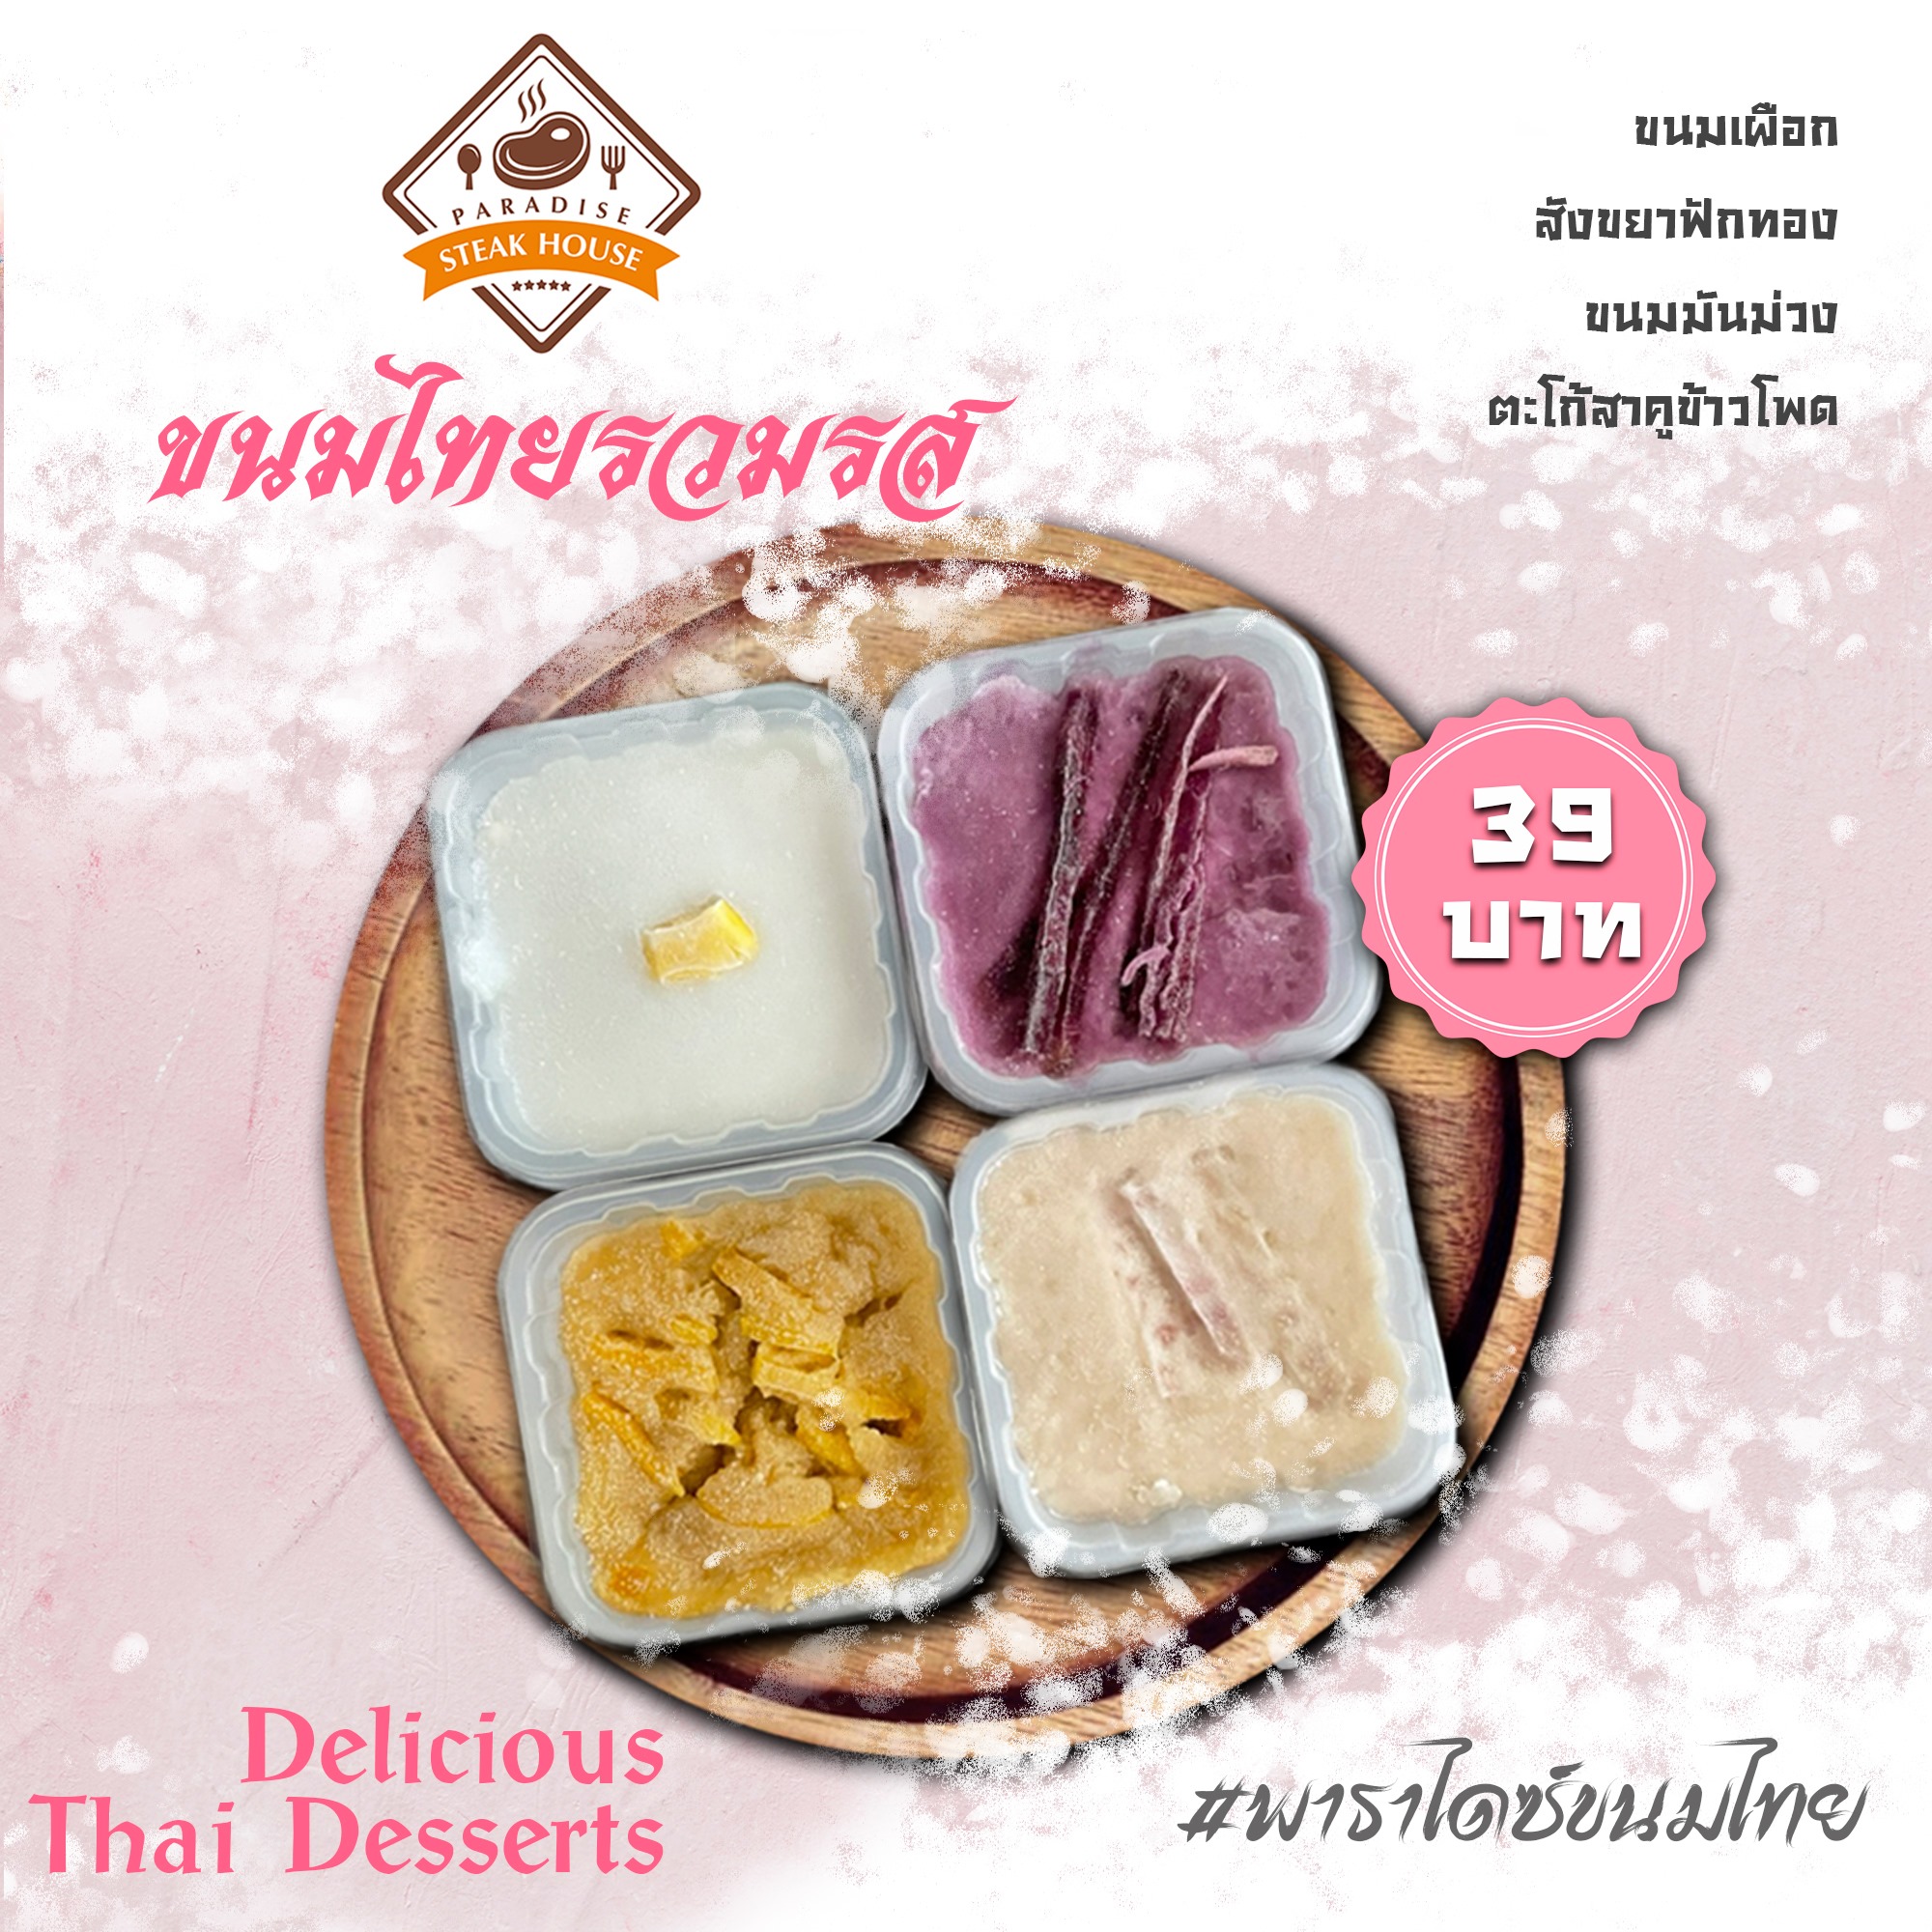 PARADISE
STEAK HOUSE
ขนมไทยรวมรส
ขนมเผือก
สังขยาฟักทอง
ขนมมันม่วง
ตะโก้สาคูข้าวโพด
39
บาท
Delicious
Thai Desserts
#พาราไดซ์ขนมไทย